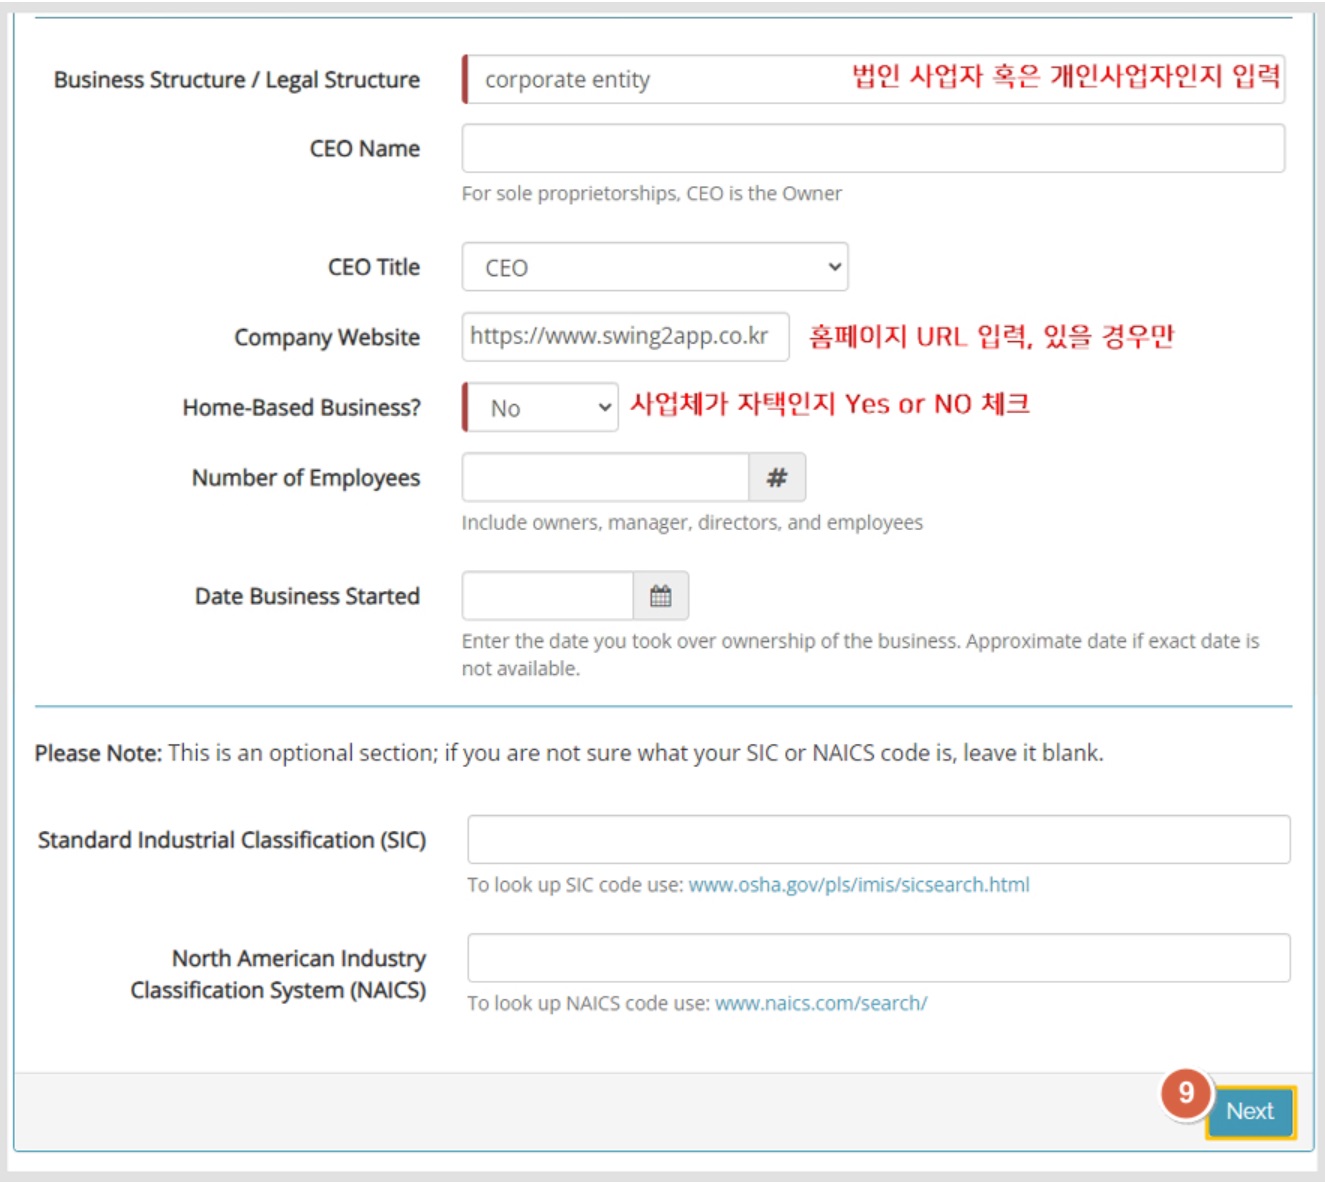 Business Structure / Legal Structure
corporate entity
법인 사업자 혹은 개인사업자인지 입력
CEO Name
For sole proprietorships, CEO is the Owner
CEO Title
CEO
Company Website
https://www.swing2app.co.kr
홈페이지 URL 입력, 있을 경우만
Home-Based Business?
No
사업체가 자택인지 Yes or NO 체크
Number of Employees
#
Include owners, manager, directors, and employees
Date Business Started
Enter the date you took over ownership of the business. Approximate date if exact date is
not available.
Please Note: This is an optional section; if you are not sure what your SIC or NAICS code is, leave it blank.
Standard Industrial Classification (SIC)
To look up SIC code use: www.osha.gov/pls/imis/sicsearch.html
North American Industry
Classification System (NAICS)
To look up NAICS code use: www.naics.com/search/
9
Next